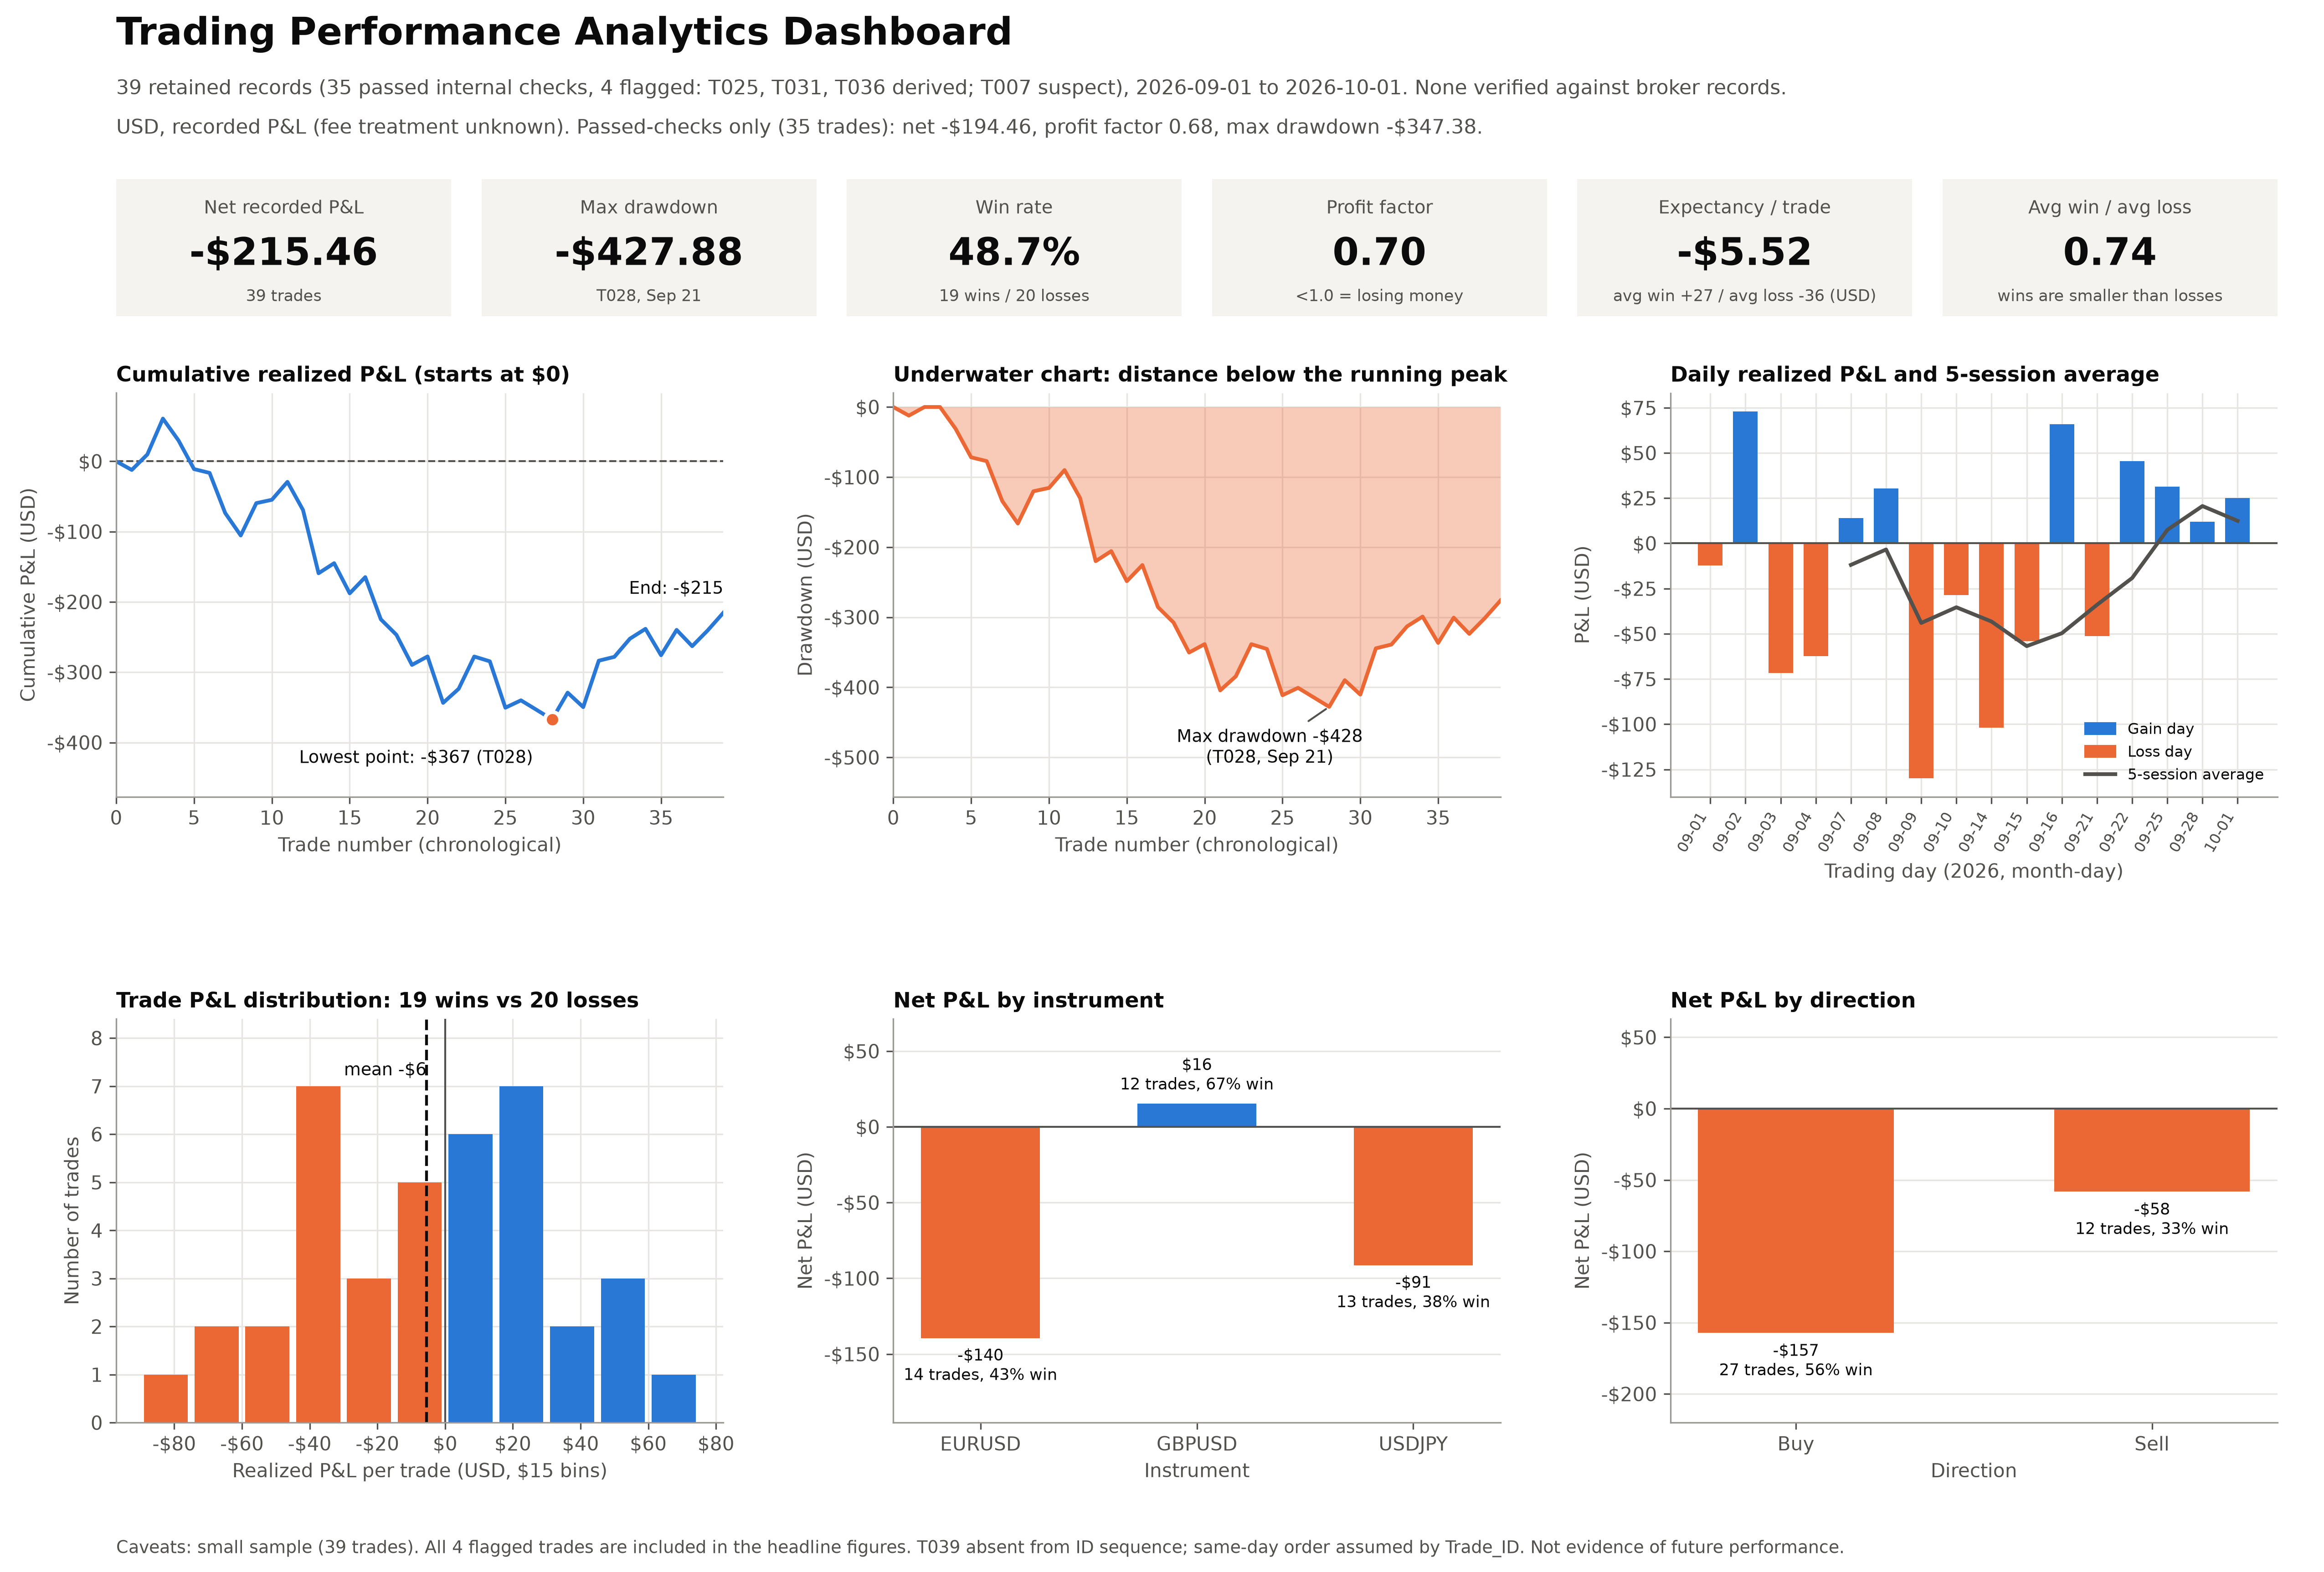 Trading Performance Analytics Dashboard
39 retained records (35 passed internal checks, 4 flagged: T025, T031, T036 derived; T007 suspect), 2026-09-01 to 2026-10-01. None verified against broker records.
USD, recorded P&L (fee treatment unknown). Passed-checks only (35 trades): net -$194.46, profit factor 0.68, max drawdown -$347.38.
Net recorded P&L
-$215.46
39 trades
Max drawdown
-$427.88
T028, Sep 21
Win rate
48.7%
19 wins / 20 losses
Profit factor
0.70
<1.0 = losing money
Expectancy / trade
-$5.52
avg win +27 / avg loss -36 (USD)
Avg win / avg loss
0.74
wins are smaller than losses
Cumulative realized P&L (starts at $0)
Cumulative P&L (USD)
$0
-$100
-$200
-$300
-$400
End: -$215
Lowest point: -$367 (T028)
0 5 10 15 20 25 30 35
Trade number (chronological)
Underwater chart: distance below the running peak
Drawdown (USD)
$0
-$100
-$200
-$300
-$400
-$500
Max drawdown -$428
(T028, Sep 21)
0 5 10 15 20 25 30 35
Trade number (chronological)
Daily realized P&L and 5-session average
P&L (USD)
$75
$50
$25
$0
-$25
-$50
-$75
-$100
-$125
Gain day
Loss day
5-session average
09-01 09-02 09-03 09-04 09-07 09-08 09-09 09-10 09-14 09-15 09-16 09-21 09-22 09-25 09-28 10-01
Trading day (2026, month-day)
Trade P&L distribution: 19 wins vs 20 losses
Number of trades
8
7
6
5
4
3
2
1
0
mean -$6
-$80 -$60 -$40 -$20 $0 $20 $40 $60 $80
Realized P&L per trade (USD, $15 bins)
Net P&L by instrument
Net P&L (USD)
$50
$0
-$50
-$100
-$150
$16
12 trades, 67% win
-$91
13 trades, 38% win
-$140
14 trades, 43% win
EURUSD GBPUSD USDJPY
Instrument
Net P&L by direction
Net P&L (USD)
$50
$0
-$50
-$100
-$150
-$200
-$58
12 trades, 33% win
-$157
27 trades, 56% win
Buy Sell
Direction
Caveats: small sample (39 trades). All 4 flagged trades are included in the headline figures. T039 absent from ID sequence; same-day order assumed by Trade_ID. Not evidence of future performance.